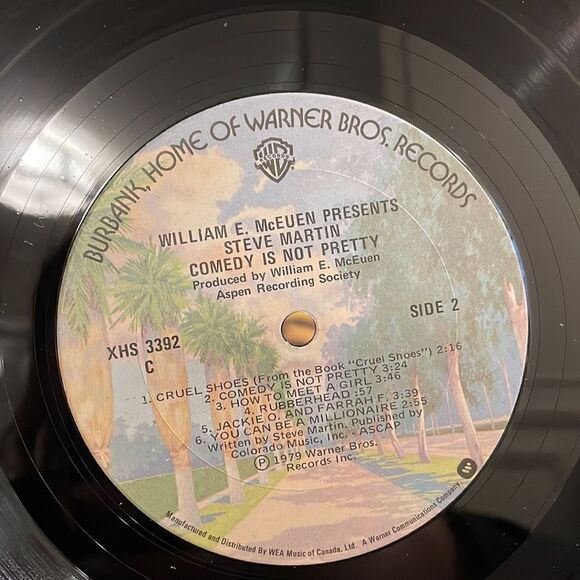 BURBANK, HOME OF WARNER BROS. RECORDS
WB
RECORDS
WILLIAM E. McEUEN PRESENTS
STEVE MARTIN
COMEDY IS NOT PRETTY
Produced by William E. McEuen
Aspen Recording Society
XHS 3392
C
SIDE 2
1. CRUEL SHOES (From the Book "Cruel Shoes") 2:16
2. COMEDY IS NOT PRETTY 3:24
3. HOW TO MEET A GIRL 3:46
4. RUBBERHEAD :57
5. JACKIE O. AND FARRAH F. 3:39
6. YOU CAN BE A MILLIONAIRE 2:55
Written by Steve Martin. Published by
Colorado Music, Inc. - ASCAP
Ⓟ 1979 Warner Bros.
Records Inc.
Manufactured and Distributed By WEA Music of Canada, Ltd. A Warner Communications Company.